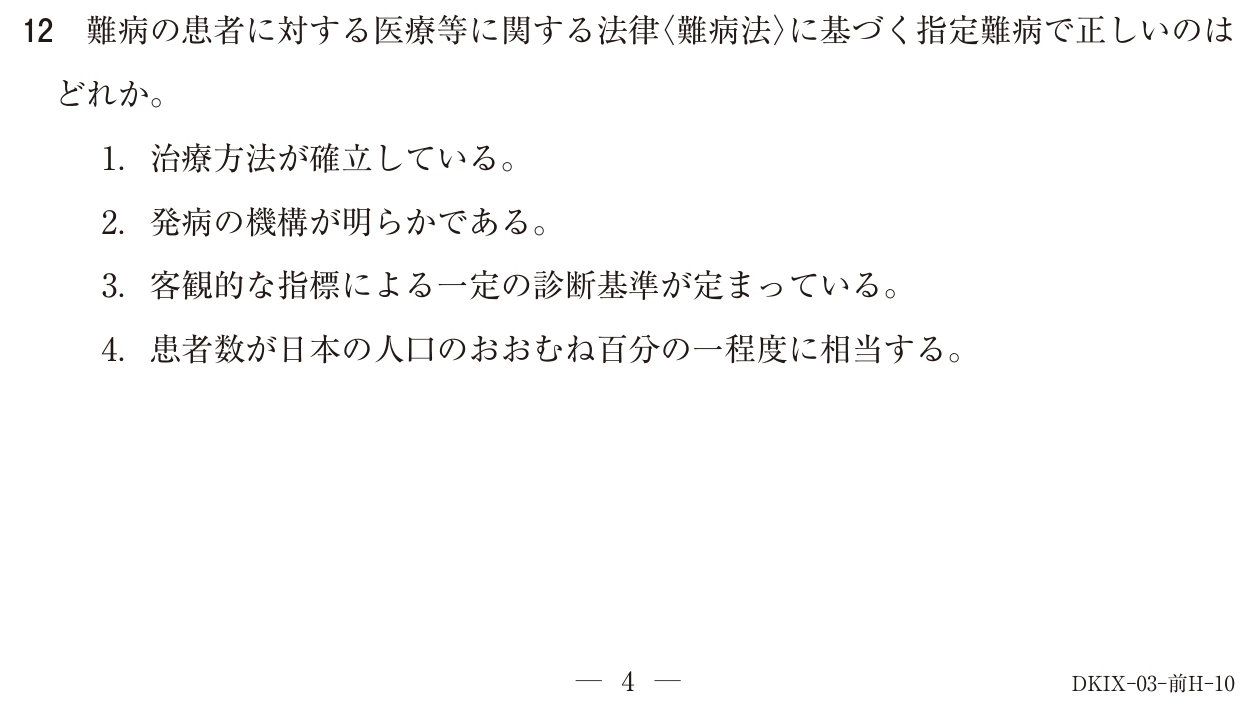 12 難病の患者に対する医療等に関する法律〈難病法〉に基づく指定難病で正しいのは
どれか。
1. 治療方法が確立している。
2. 発病の機構が明らかである。
3. 客観的な指標による一定の診断基準が定まっている。
4. 患者数が日本の人口のおおむね百分の一程度に相当する。
— 4 —
DKIX-03-前H-10